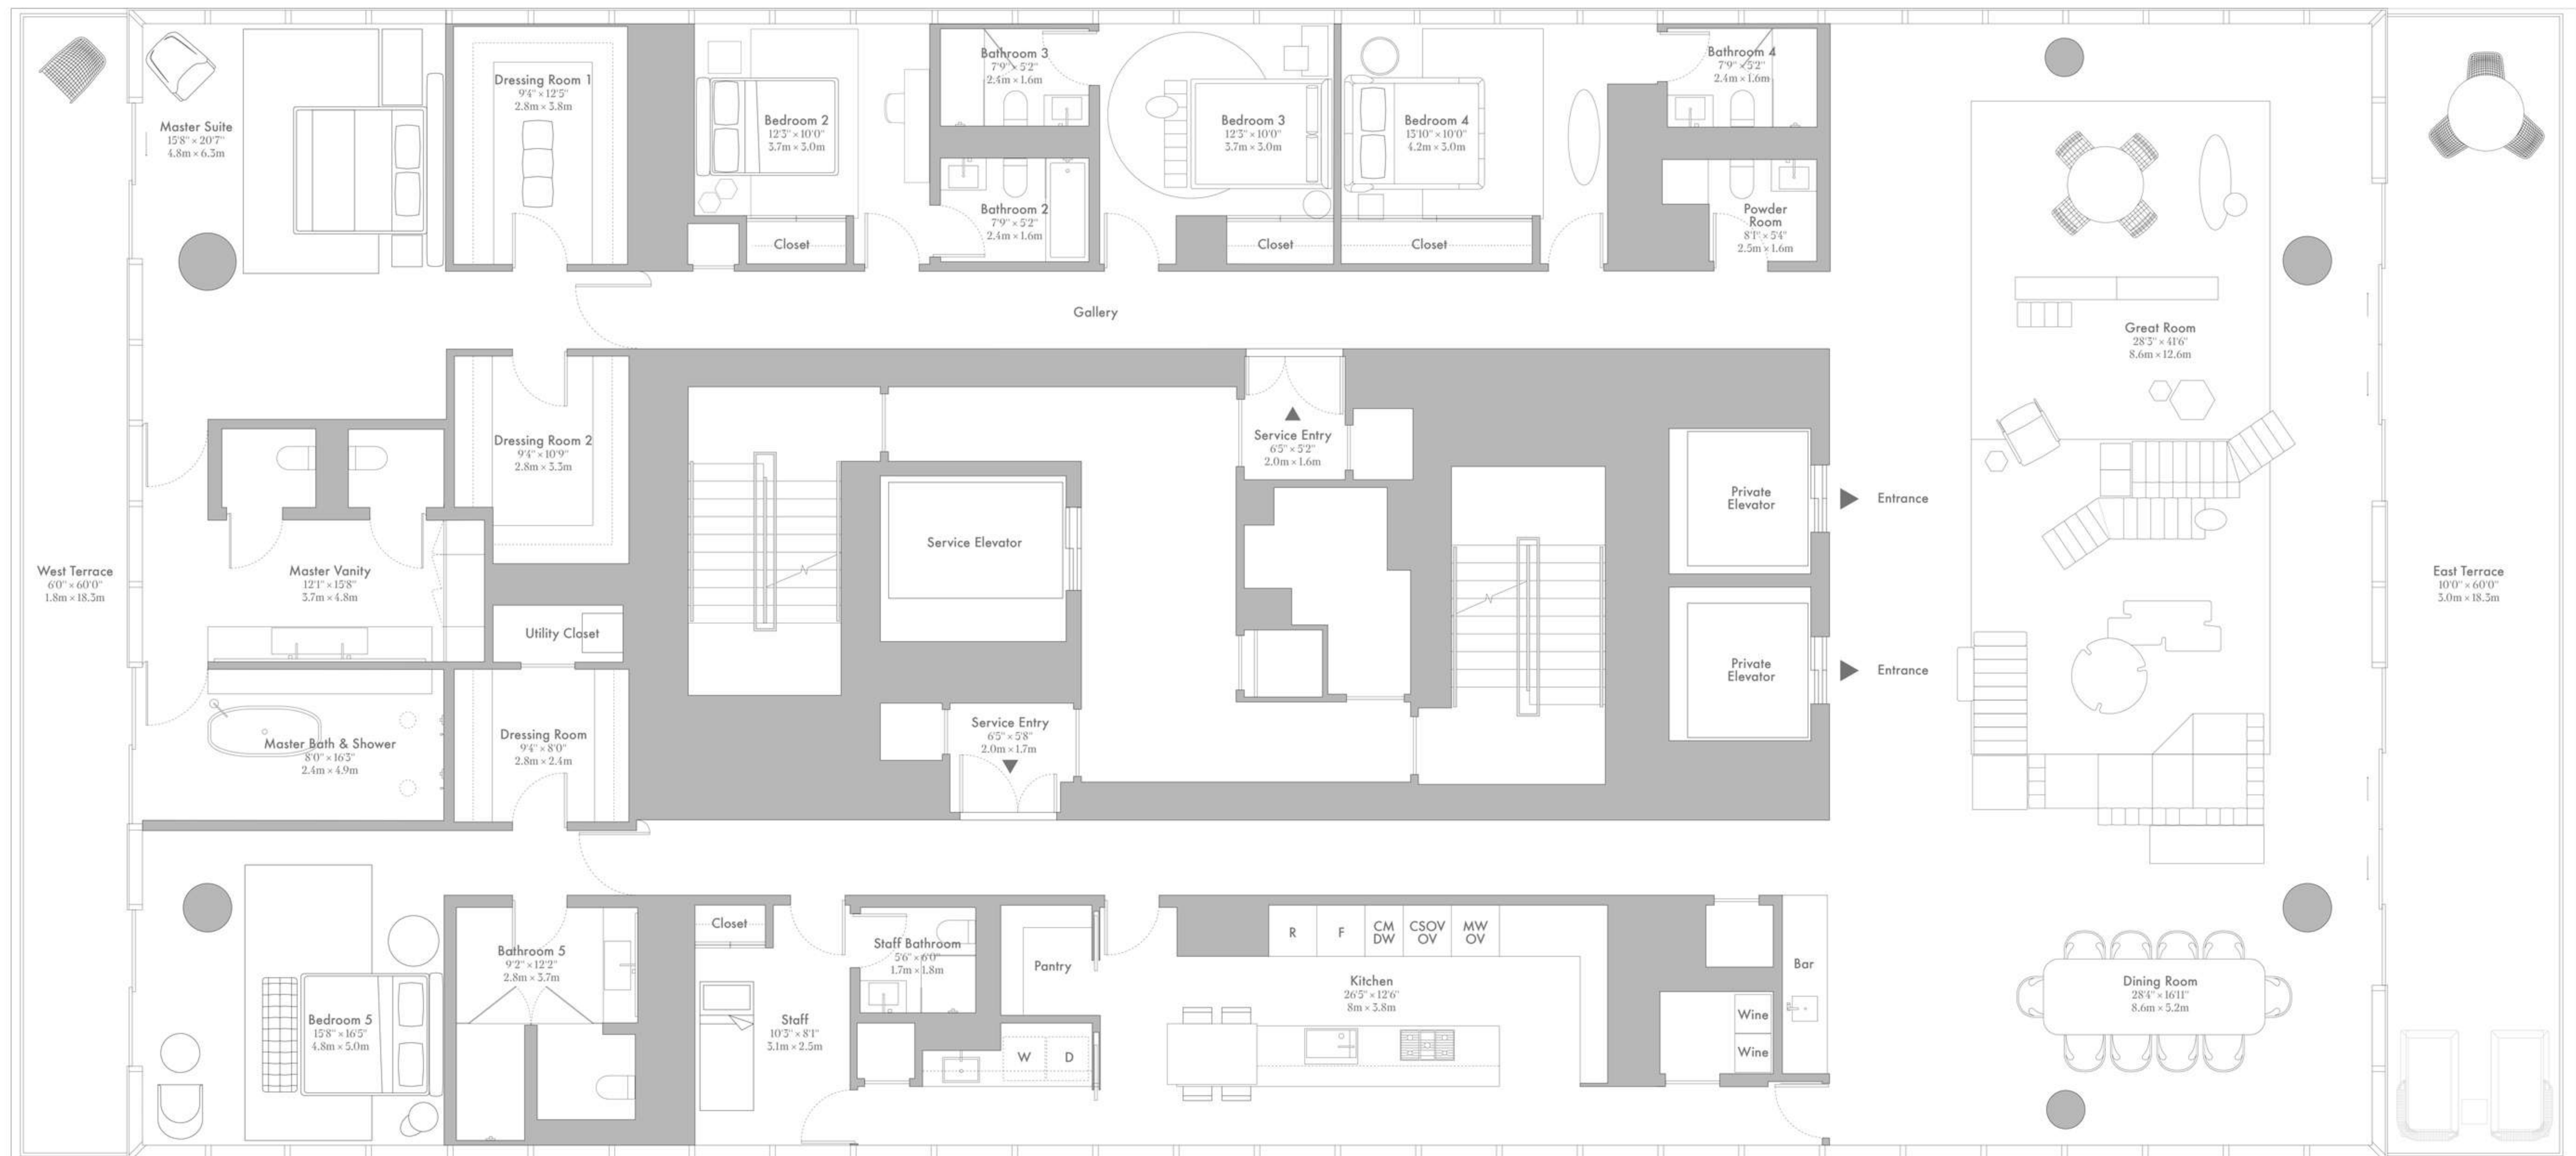 Master Suite
15'8" × 20'7"
4.8m × 6.3m
Dressing Room 1
9'4" × 12'5"
2.8m × 3.8m
Bedroom 2
12'3" × 10'0"
3.7m × 3.0m
Closet
Bathroom 3
7'9" × 5'2"
2.4m × 1.6m
Bathroom 2
7'9" × 5'2"
2.4m × 1.6m
Bedroom 3
12'3" × 10'0"
3.7m × 3.0m
Closet
Bedroom 4
13'10" × 10'0"
4.2m × 3.0m
Closet
Bathroom 4
7'9" × 5'2"
2.4m × 1.6m
Powder
Room
8'1" × 5'4"
2.5m × 1.6m
Gallery
Great Room
28'3" × 41'6"
8.6m × 12.6m
Dressing Room 2
9'4" × 10'9"
2.8m × 3.3m
Service Entry
6'5" × 5'2"
2.0m × 1.6m
Service Elevator
Private
Elevator
Entrance
West Terrace
6'0" × 60'0"
1.8m × 18.3m
Master Vanity
12'1" × 15'8"
3.7m × 4.8m
Utility Closet
Private
Elevator
Entrance
East Terrace
10'0" × 60'0"
3.0m × 18.3m
Master Bath & Shower
8'0" × 16'3"
2.4m × 4.9m
Dressing Room
9'4" × 8'0"
2.8m × 2.4m
Service Entry
6'5" × 5'8"
2.0m × 1.7m
Bedroom 5
15'8" × 16'5"
4.8m × 5.0m
Bathroom 5
9'2" × 12'2"
2.8m × 3.7m
Closet
Staff
10'3" × 8'1"
3.1m × 2.5m
Staff Bathroom
5'6" × 6'0"
1.7m × 1.8m
Pantry
W
D
R
F
CM
DW
CSOV
OV
MW
OV
Kitchen
26'5" × 12'6"
8m × 3.8m
Wine
Wine
Bar
Dining Room
28'4" × 16'11"
8.6m × 5.2m